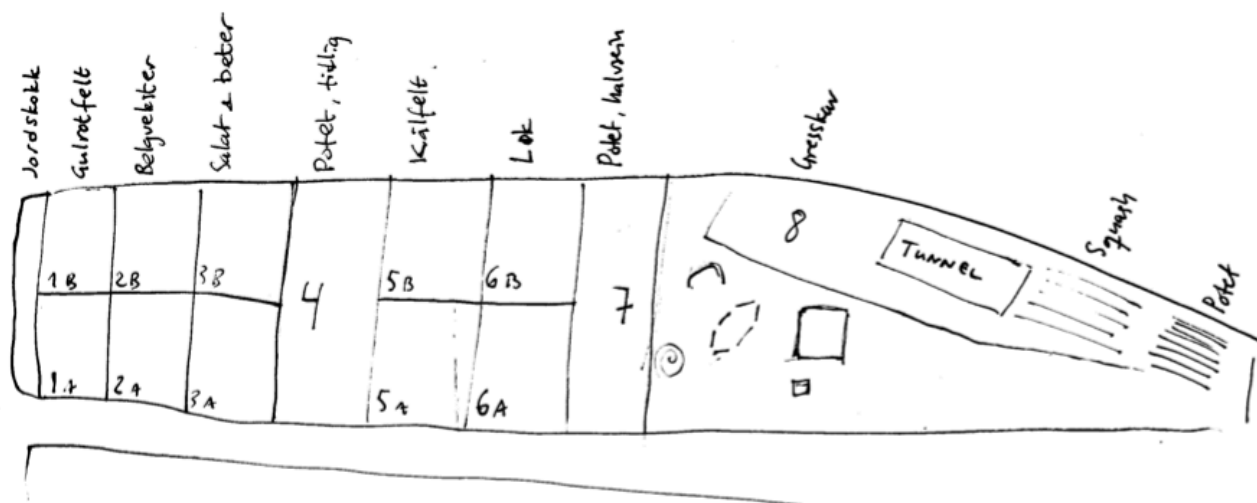 Jordskokk
Gulrotfelt
Belgvekster
Salat & beter
Potet, tidlig
Kålfelt
Løk
Potet, halvsein
Gresskar
Squash
Potet
1B
2B
3B
4
5B
6B
7
8
TUNNEL
1A
2A
3A
5A
6A